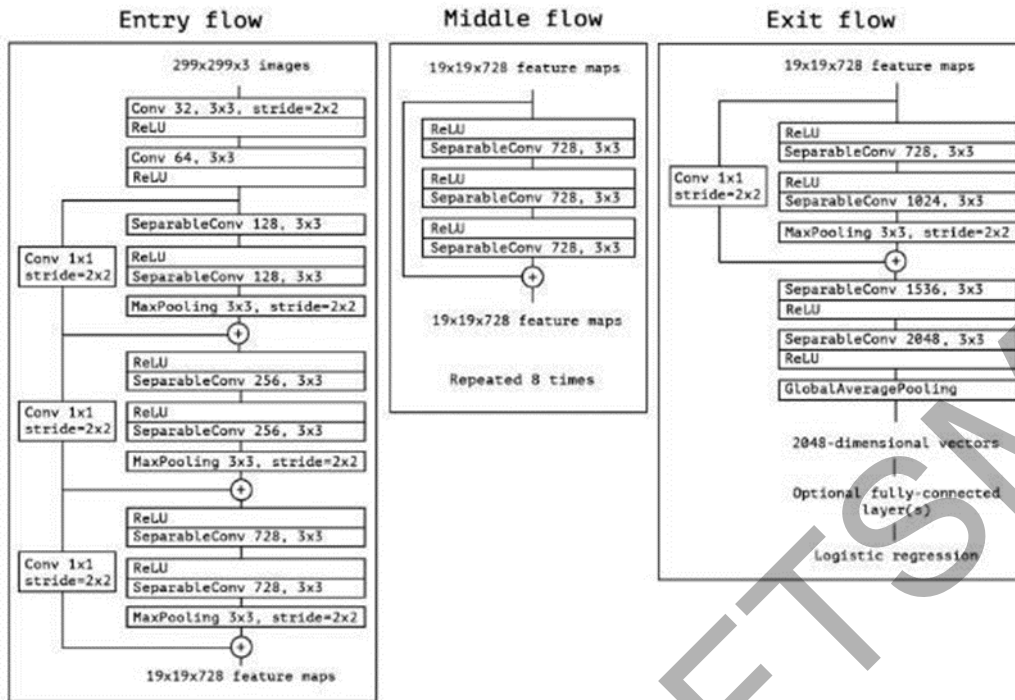 Entry flow
299x299x3 images
Conv 32, 3x3, stride=2x2
ReLU
Conv 64, 3x3
ReLU
SeparableConv 128, 3x3
Conv 1x1
stride=2x2
ReLU
SeparableConv 128, 3x3
MaxPooling 3x3, stride=2x2
+
ReLU
SeparableConv 256, 3x3
Conv 1x1
stride=2x2
ReLU
SeparableConv 256, 3x3
MaxPooling 3x3, stride=2x2
+
ReLU
SeparableConv 728, 3x3
Conv 1x1
stride=2x2
ReLU
SeparableConv 728, 3x3
MaxPooling 3x3, stride=2x2
+
19x19x728 feature maps
Middle flow
19x19x728 feature maps
ReLU
SeparableConv 728, 3x3
ReLU
SeparableConv 728, 3x3
ReLU
SeparableConv 728, 3x3
+
19x19x728 feature maps
Repeated 8 times
Exit flow
19x19x728 feature maps
ReLU
SeparableConv 728, 3x3
Conv 1x1
stride=2x2
ReLU
SeparableConv 1024, 3x3
MaxPooling 3x3, stride=2x2
+
SeparableConv 1536, 3x3
ReLU
SeparableConv 2048, 3x3
ReLU
GlobalAveragePooling
2048-dimensional vectors
Optional fully-connected
layer(s)
Logistic regression